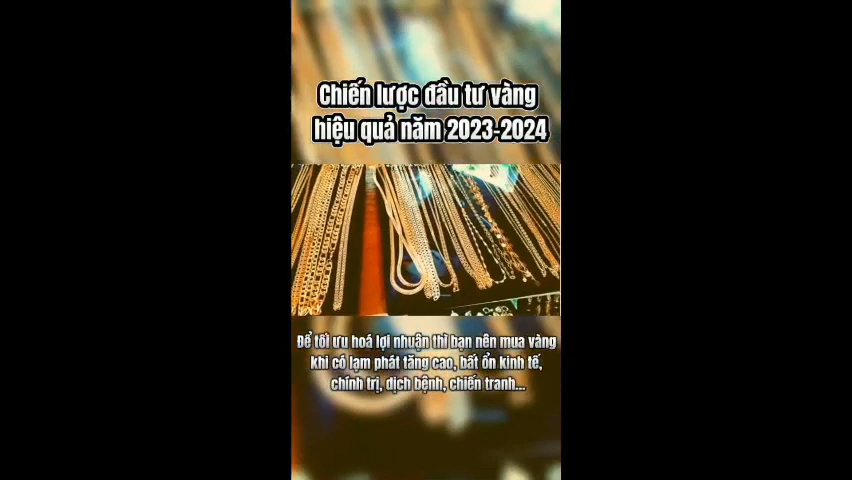 Chiến lược đầu tư vàng
hiệu quả năm 2023-2024
Để tối ưu hoá lợi nhuận thì bạn nên mua vàng
khi có lạm phát tăng cao, bất ổn kinh tế,
chính trị, dịch bệnh, chiến tranh...